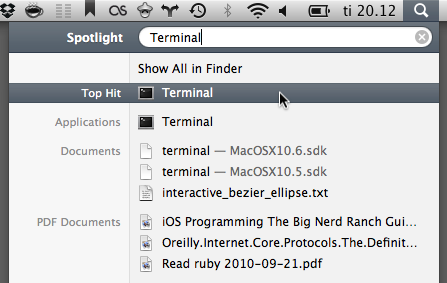 ti 20.12
Spotlight Terminal
Show All in Finder
Top Hit Terminal
Applications Terminal
Documents terminal — MacOSX10.6.sdk
terminal — MacOSX10.5.sdk
interactive_bezier_ellipse.txt
PDF Documents iOS Programming The Big Nerd Ranch Gui...
Oreilly.Internet.Core.Protocols.The.Definit...
Read ruby 2010-09-21.pdf